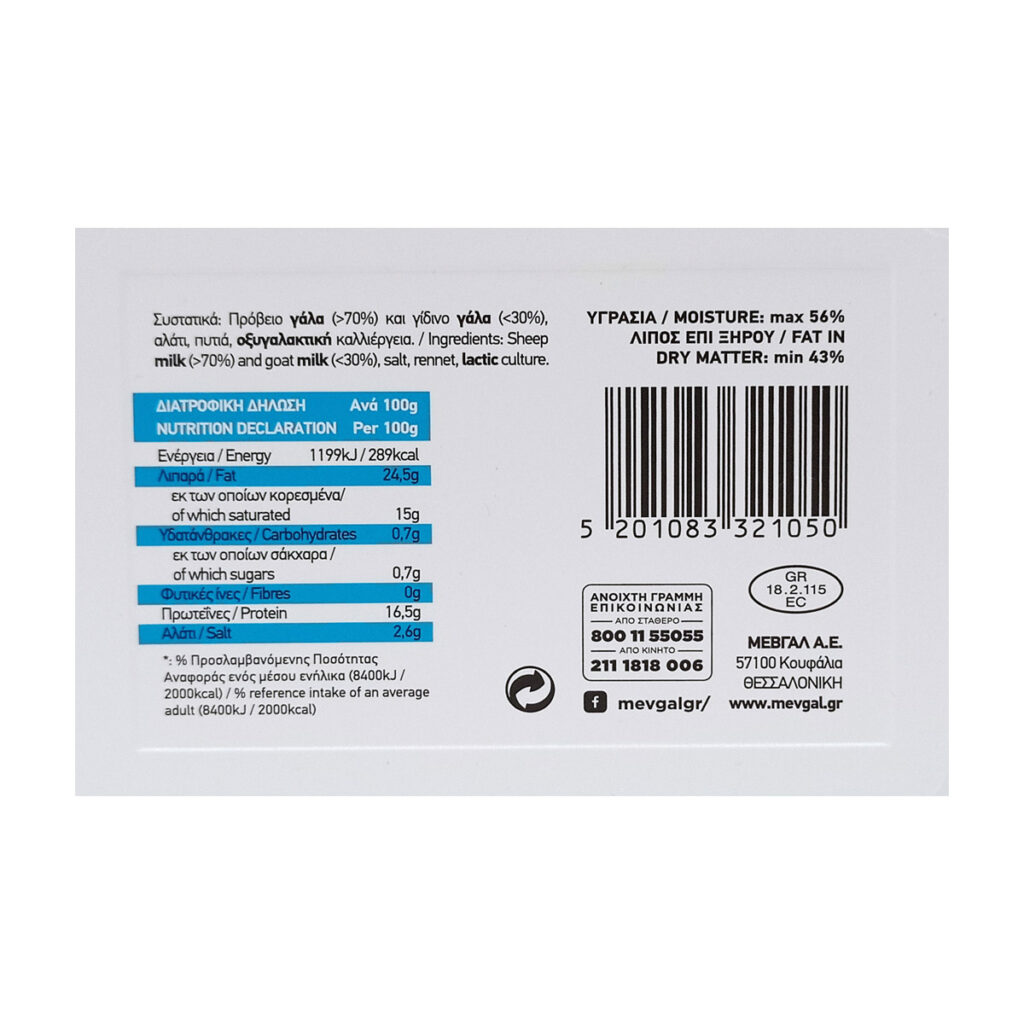 Συστατικά: Πρόβειο γάλα (>70%) και γίδινο γάλα (<30%),
αλάτι, πυτιά, οξυγαλακτική καλλιέργεια. / Ingredients: Sheep
milk (>70%) and goat milk (<30%), salt, rennet, lactic culture.
ΔΙΑΤΡΟΦΙΚΗ ΔΗΛΩΣΗ Ανά 100g
NUTRITION DECLARATION Per 100g
Ενέργεια / Energy 1199kJ / 289kcal
Λιπαρά / Fat 24,5g
εκ των οποίων κορεσμένα/
of which saturated 15g
Υδατάνθρακες / Carbohydrates 0,7g
εκ των οποίων σάκχαρα /
of which sugars 0,7g
Φυτικές ίνες / Fibres 0g
Πρωτεΐνες / Protein 16,5g
Αλάτι / Salt 2,6g
*: % Προσλαμβανόμενης Ποσότητας
Αναφοράς ενός μέσου ενήλικα (8400kJ /
2000kcal) / % reference intake of an average
adult (8400kJ / 2000kcal)
ΥΓΡΑΣΙΑ / MOISTURE: max 56%
ΛΙΠΟΣ ΕΠΙ ΞΗΡΟΥ / FAT IN
DRY MATTER: min 43%
5 201083 321050
ΑΝΟΙΧΤΗ ΓΡΑΜΜΗ
ΕΠΙΚΟΙΝΩΝΙΑΣ
ΑΠΟ ΣΤΑΘΕΡΟ
800 11 55055
ΑΠΟ ΚΙΝΗΤΟ
211 1818 006
mevgalgr/
GR
18.2.115
EC
ΜΕΒΓΑΛ Α.Ε.
57100 Κουφάλια
ΘΕΣΣΑΛΟΝΙΚΗ
www.mevgal.gr